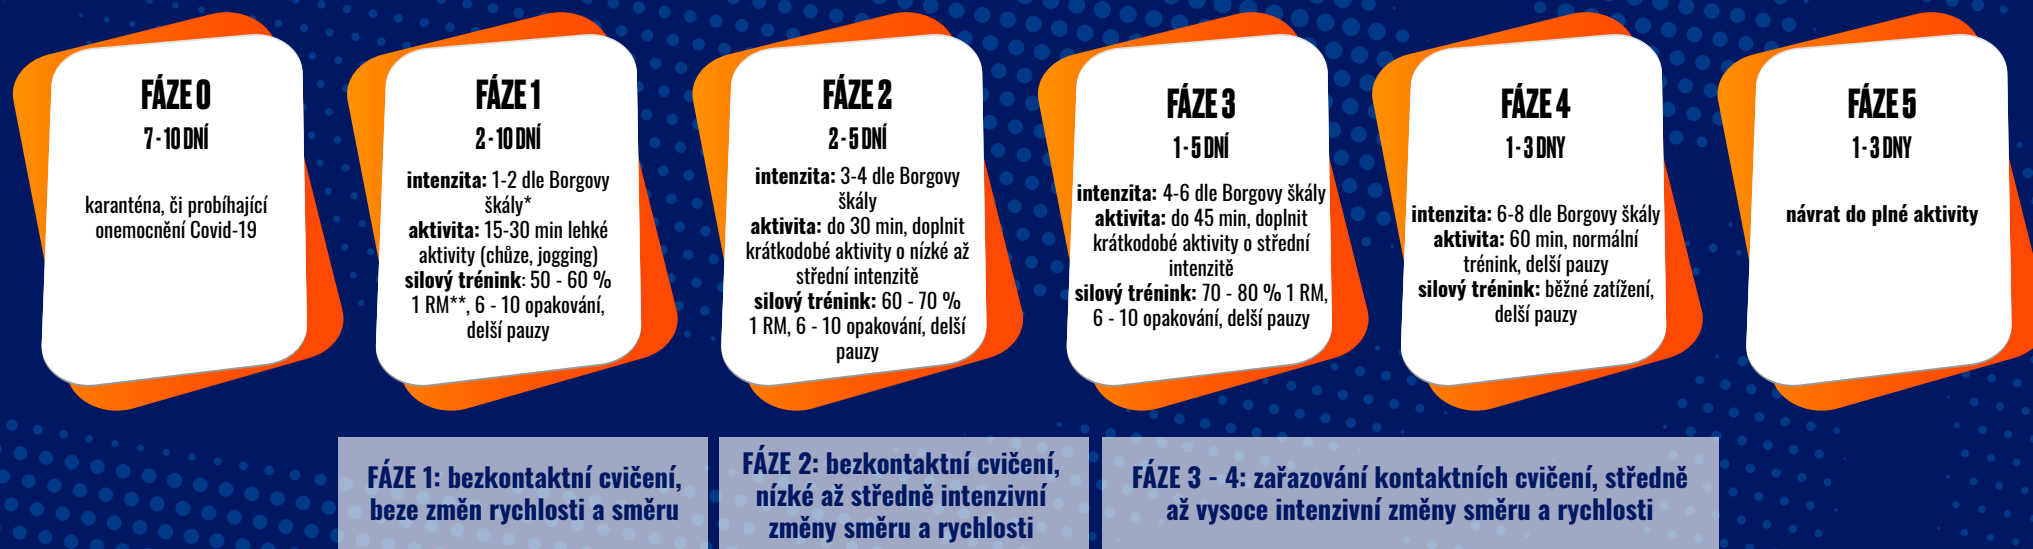 FÁZE 0
7 - 10 DNÍ
karanténa, či probíhající
onemocnění Covid-19
FÁZE 1
2 - 10 DNÍ
intenzita: 1-2 dle Borgovy
škály*
aktivita: 15-30 min lehké
aktivity (chůze, jogging)
silový trénink: 50 - 60 %
1 RM**, 6 - 10 opakování,
delší pauzy
FÁZE 2
2 - 5 DNÍ
intenzita: 3-4 dle Borgovy
škály
aktivita: do 30 min, doplnit
krátkodobé aktivity o nízké až
střední intenzitě
silový trénink: 60 - 70 %
1 RM, 6 - 10 opakování, delší
pauzy
FÁZE 3
1 - 5 DNÍ
intenzita: 4-6 dle Borgovy škály
aktivita: do 45 min, doplnit
krátkodobé aktivity o střední
intenzitě
silový trénink: 70 - 80 % 1 RM,
6 - 10 opakování, delší pauzy
FÁZE 4
1 - 3 DNY
intenzita: 6-8 dle Borgovy škály
aktivita: 60 min, normální
trénink, delší pauzy
silový trénink: běžné zatížení,
delší pauzy
FÁZE 5
1 - 3 DNY
návrat do plné aktivity
FÁZE 1: bezkontaktní cvičení,
beze změn rychlosti a směru
FÁZE 2: bezkontaktní cvičení,
nízké až středně intenzivní
změny směru a rychlosti
FÁZE 3 - 4: zařazování kontaktních cvičení, středně
až vysoce intenzivní změny směru a rychlosti